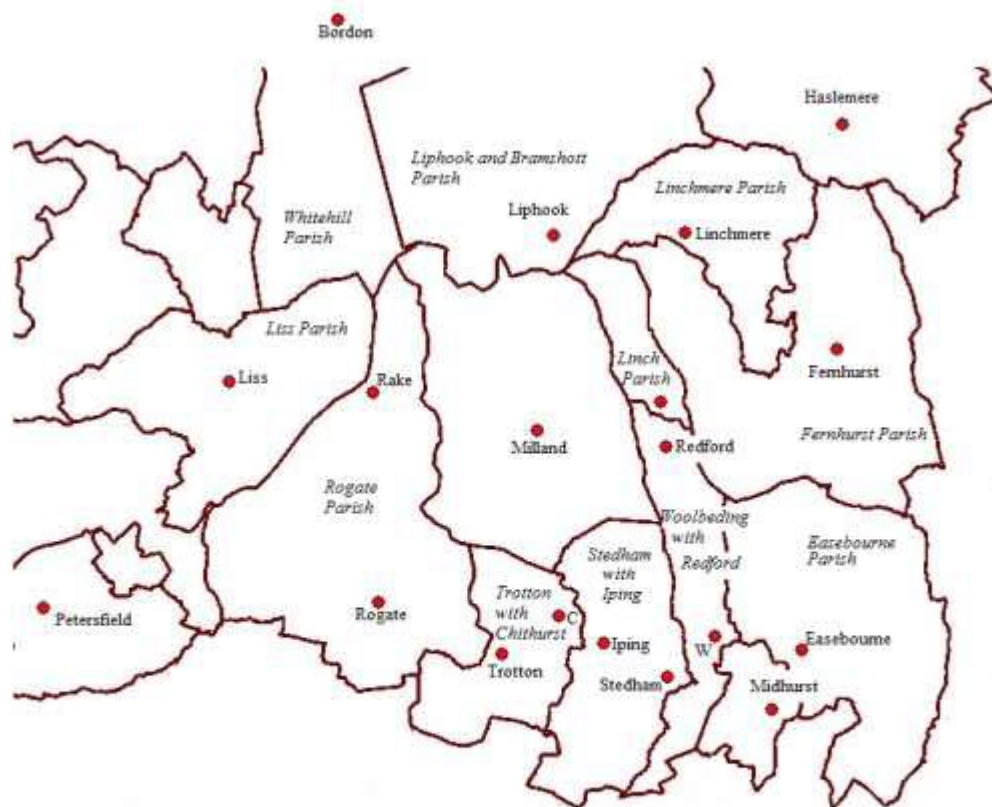 Bordon
Haslemere
Liphook and Bramshott
Parish
Linchmere Parish
Whitehill
Parish
Liphook
Linchmere
Liss Parish
Linch
Parish
Liss
Rake
Fernhurst
Milland
Redford
Fernhurst Parish
Rogate
Parish
Woolbeding
with
Redford
Stedham
with
Iping
Easebourne
Parish
Trotton
with
Chithurst
C
Petersfield
Rogate
Iping
W
Easebourne
Trotton
Stedham
Midhurst